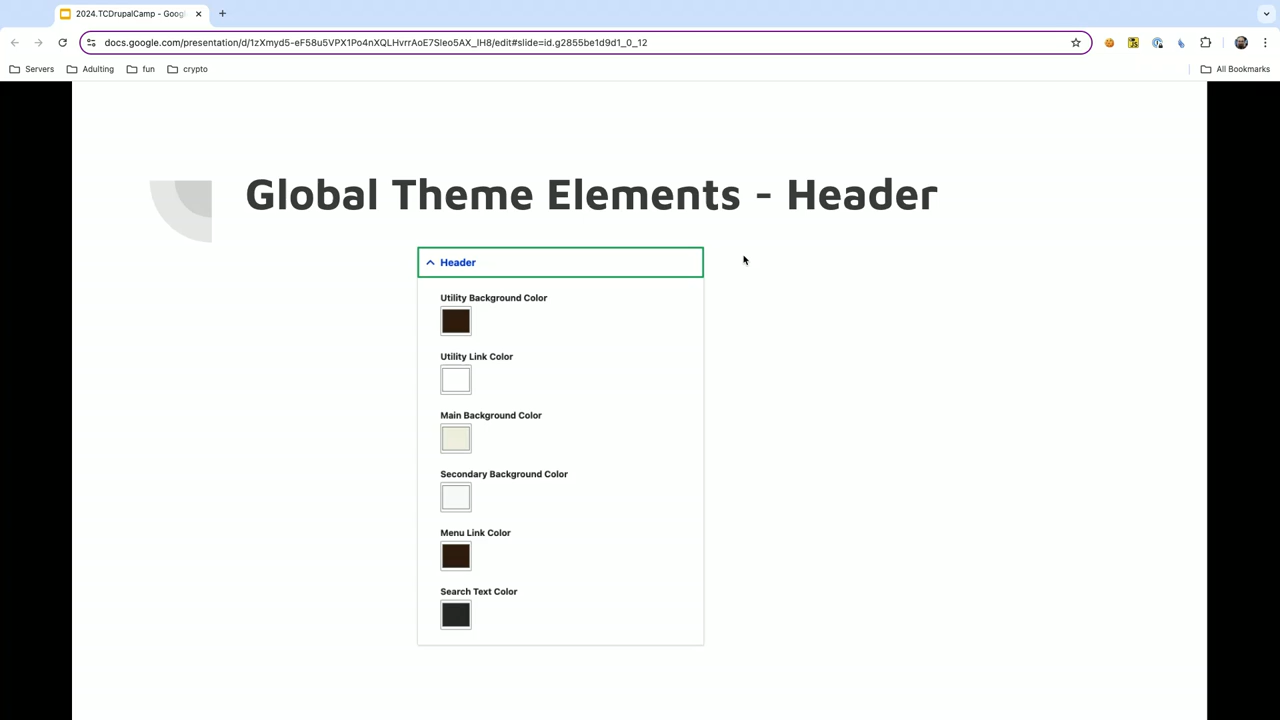 2024.TCDrupalCamp - Goog
docs.google.com/presentation/d/1zXmyd5-eF58u5VPX1Po4nXQLHvrrAoE7Sleo5AX_lH8/edit#slide=id.g2855be1d9d1_0_12
Servers
Adulting
fun
crypto
All Bookmarks
Global Theme Elements - Header
Header
Utility Background Color
Utility Link Color
Main Background Color
Secondary Background Color
Menu Link Color
Search Text Color